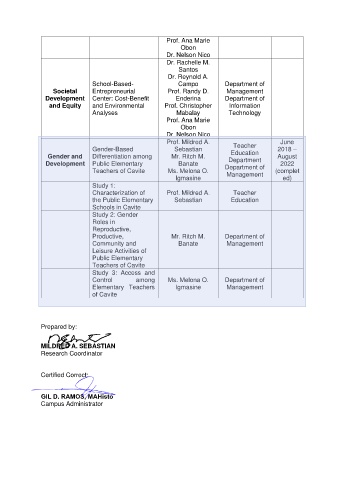 Prof. Ana Marie
Obon
Dr. Nelson Nico
Societal
Development
and Equity
School-Based-
Entrepreneurial
Center: Cost-Benefit
and Environmental
Analyses
Dr. Rachelle M.
Santos
Dr. Reynold A.
Campo
Prof. Randy D.
Enderina
Prof. Christopher
Mabalay
Prof. Ana Marie
Obon
Dr. Nelson Nico
Department of
Management
Department of
Information
Technology
Gender and
Development
Gender-Based
Differentiation among
Public Elementary
Teachers of Cavite
Prof. Mildred A.
Sebastian
Mr. Ritch M.
Banate
Ms. Melona O.
Igmasine
Teacher
Education
Department
Department of
Management
June
2018 –
August
2022
(complet
ed)
Study 1:
Characterization of
the Public Elementary
Schools in Cavite
Prof. Mildred A.
Sebastian
Teacher
Education
Study 2: Gender
Roles in
Reproductive,
Productive,
Community and
Leisure Activities of
Public Elementary
Teachers of Cavite
Mr. Ritch M.
Banate
Department of
Management
Study 3: Access and
Control among
Elementary Teachers
of Cavite
Ms. Melona O.
Igmasine
Department of
Management
Prepared by:
MILDRED A. SEBASTIAN
Research Coordinator
Certified Correct:
GIL D. RAMOS, MAHisto
Campus Administrator